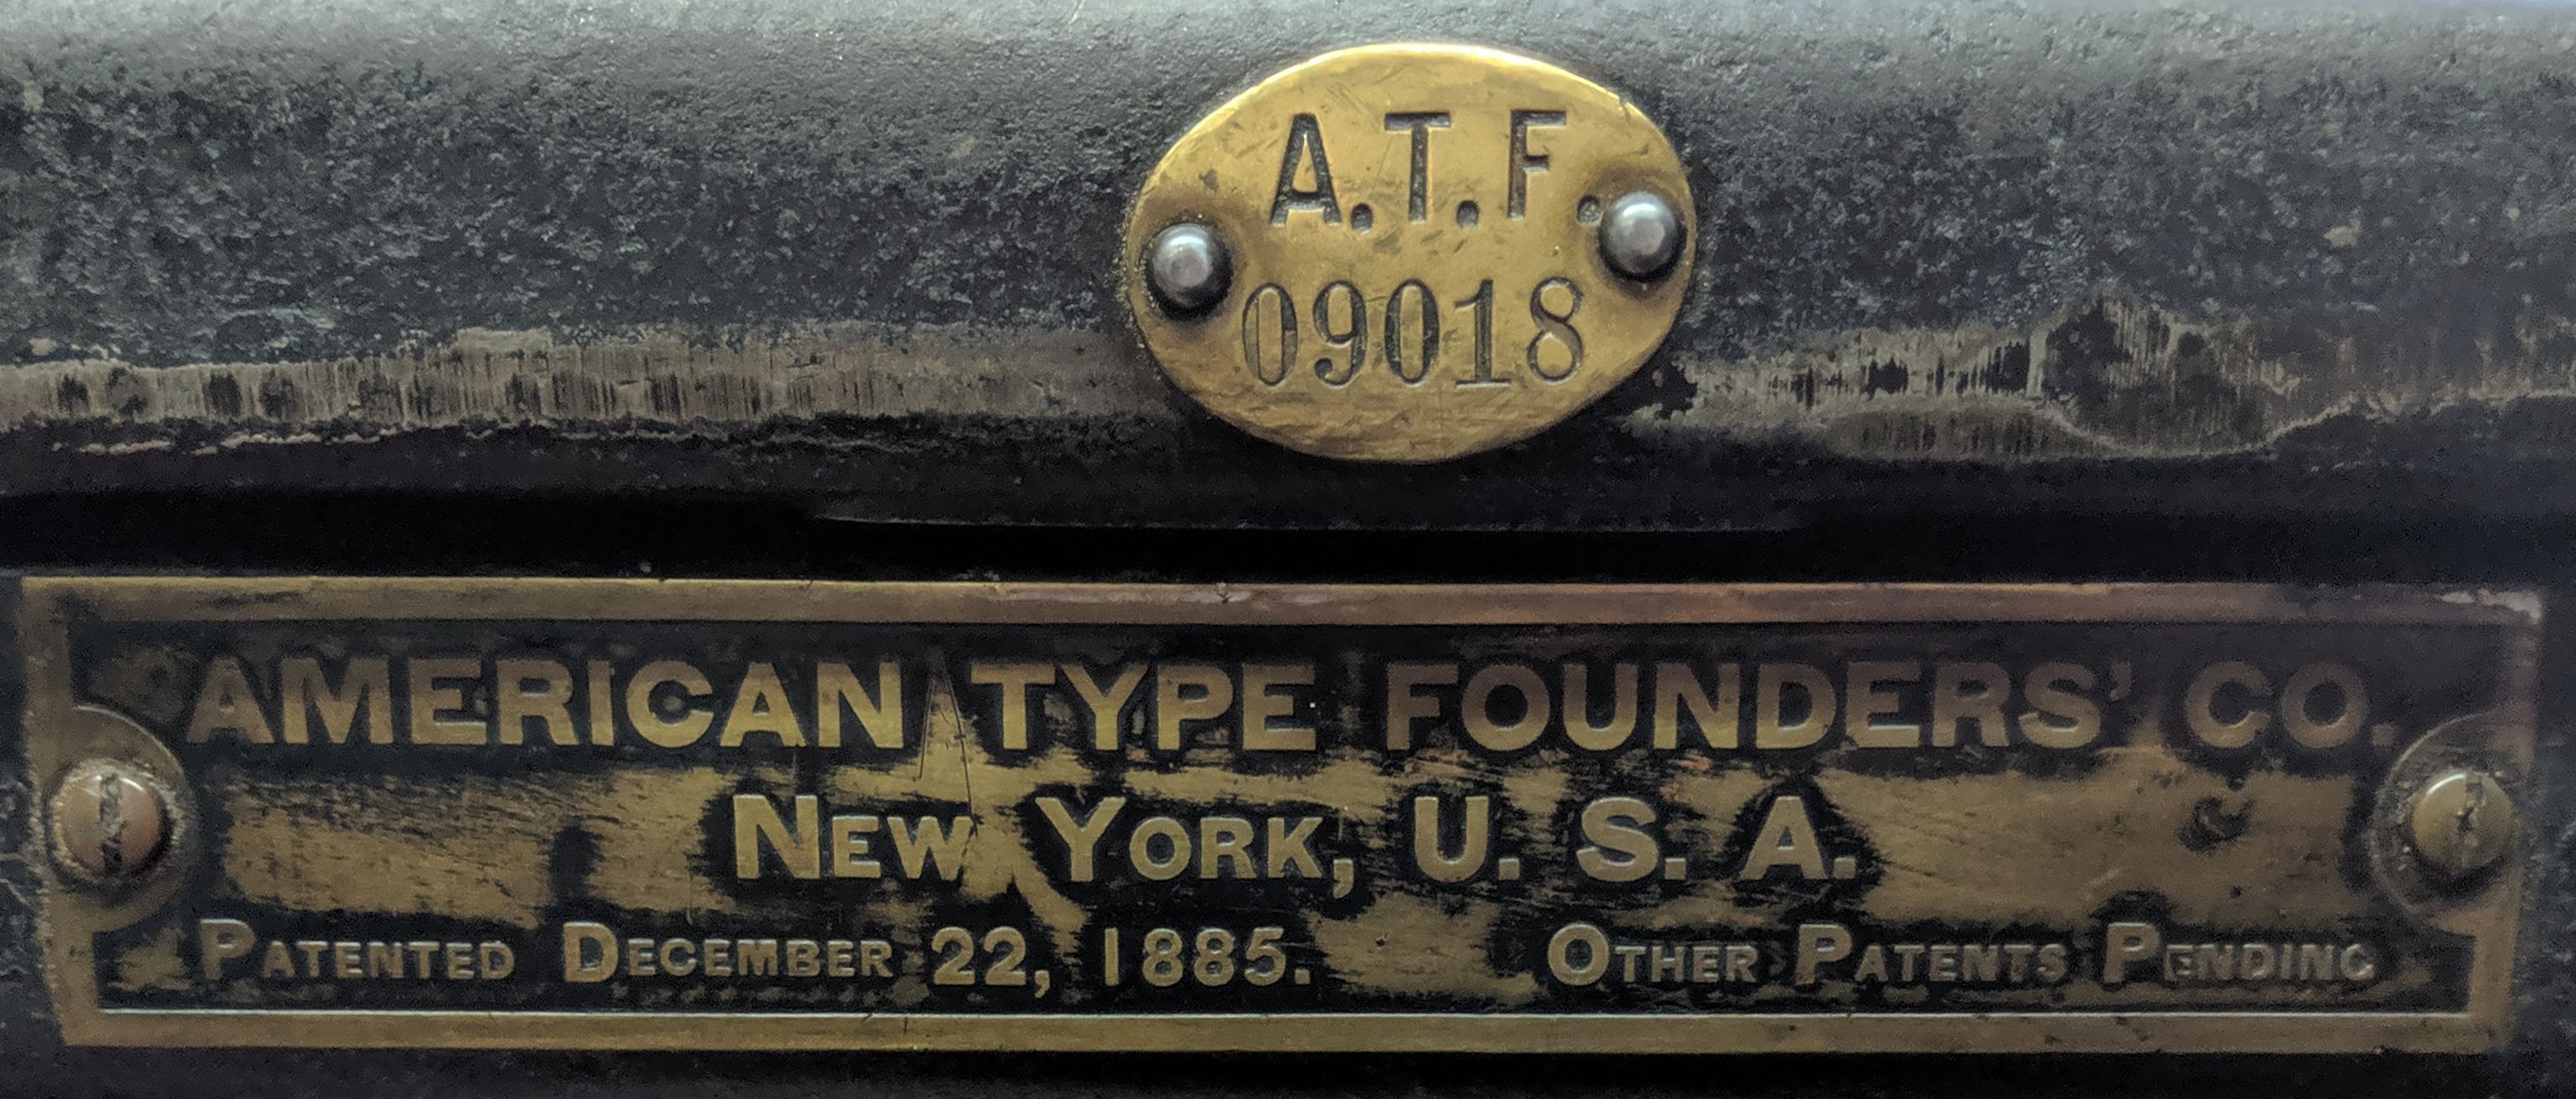 A.T.F.
09018
AMERICAN TYPE FOUNDERS' CO.
NEW YORK, U. S. A.
PATENTED DECEMBER 22, 1885. OTHER PATENTS PENDING